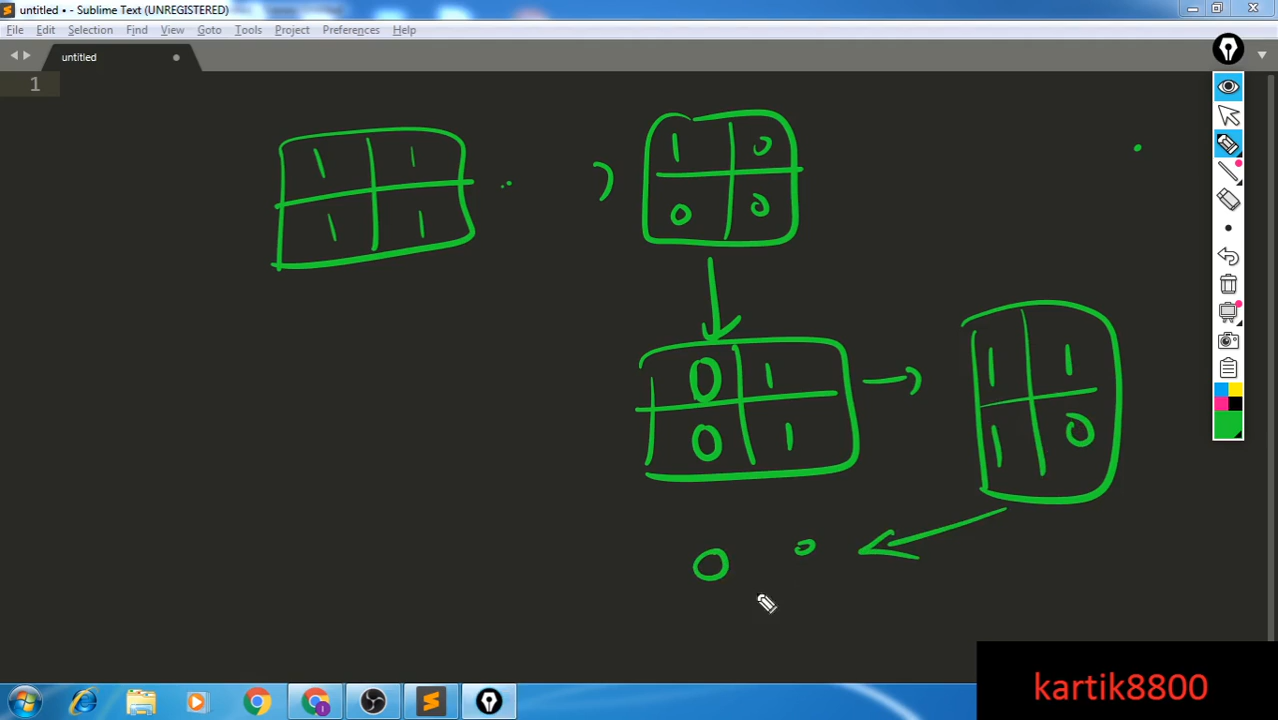 untitled • - Sublime Text (UNREGISTERED)
File Edit Selection Find View Goto Tools Project Preferences Help
untitled
1
1 1
1 1
1 0
0 0
0 1
0 1
1 1
1 0
0 0
kartik8800